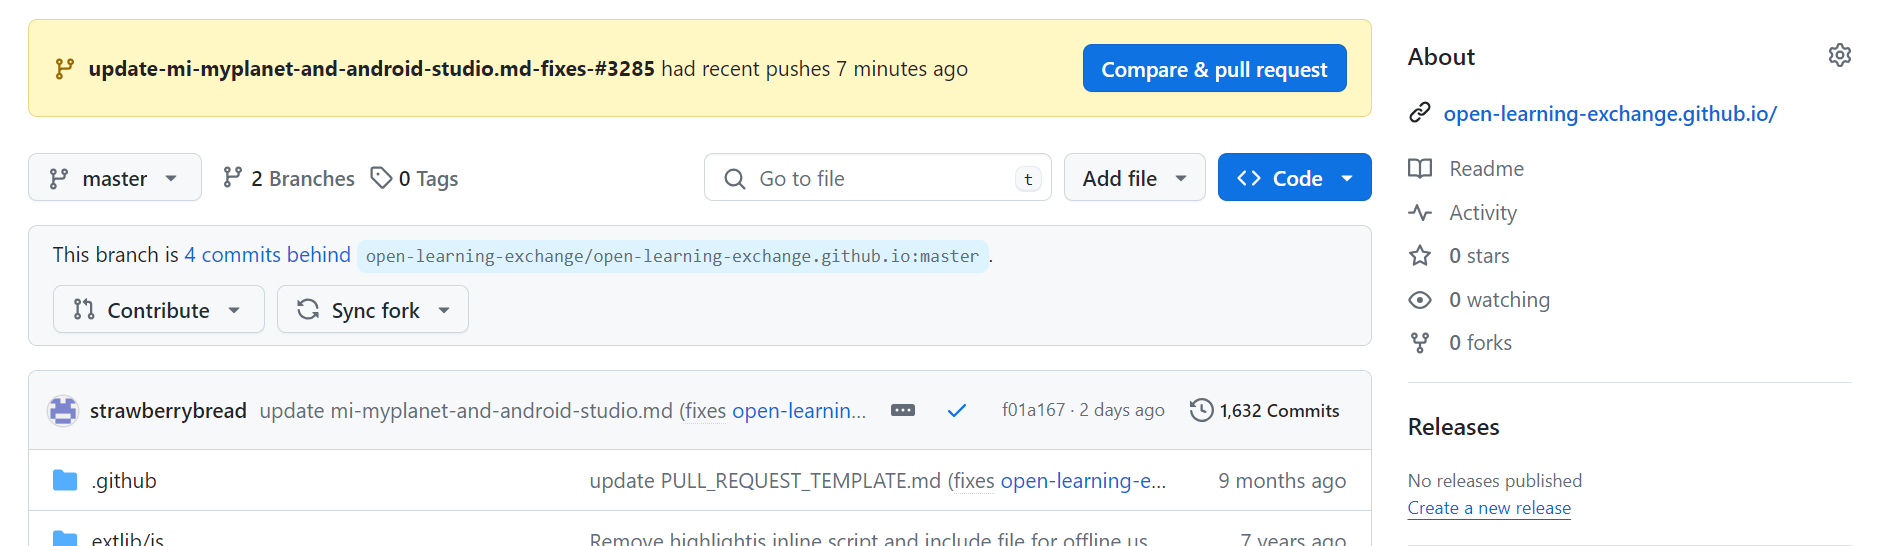 update-mi-myplanet-and-android-studio.md-fixes-#3285 had recent pushes 7 minutes ago
Compare & pull request
master
2 Branches
0 Tags
Go to file
t
Add file
Code
This branch is 4 commits behind open-learning-exchange/open-learning-exchange.github.io:master.
Contribute
Sync fork
strawberrybread update mi-myplanet-and-android-studio.md (fixes open-learnin... f01a167 · 2 days ago 1,632 Commits
.github update PULL_REQUEST_TEMPLATE.md (fixes open-learning-e... 9 months ago
extlib/js Remove highlightjs inline script and include file for offline us... 7 years ago
About
open-learning-exchange.github.io/
Readme
Activity
0 stars
0 watching
0 forks
Releases
No releases published
Create a new release